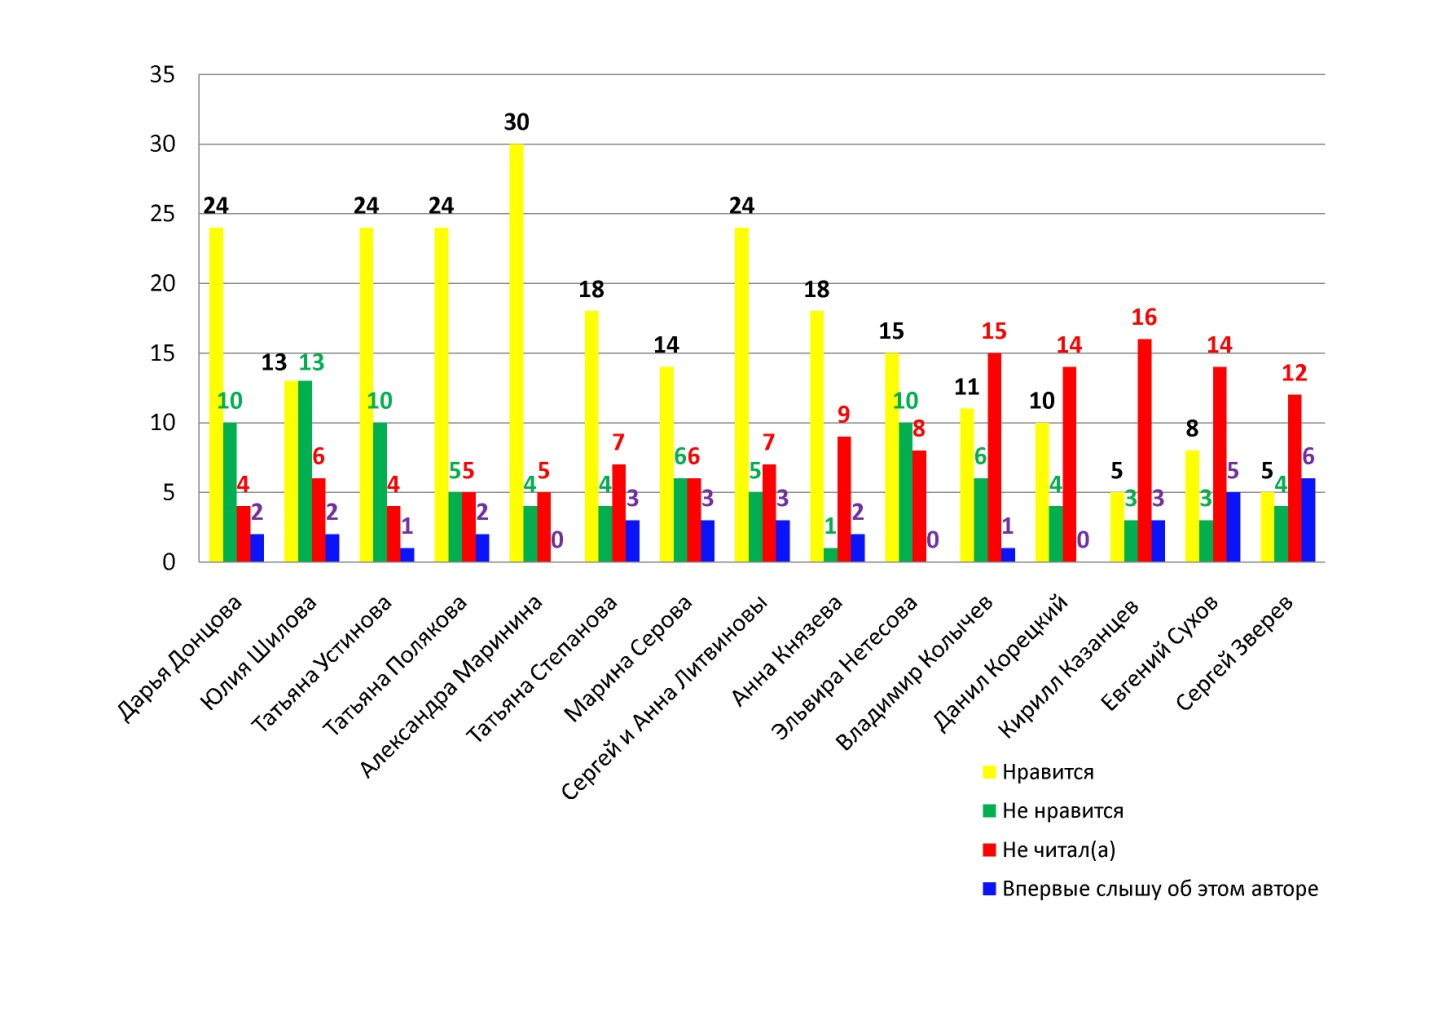 35
30
25
20
15
10
5
0
24 10 4 2
13 13 6 2
24 10 4 1
24 5 5 2
30 4 5 0
18 4 7 3
14 6 6 3
24 5 7 3
18 1 9 2
15 10 8 0
11 6 15 1
10 4 14 0
5 3 16 3
8 3 14 5
5 4 12 6
Дарья Донцова
Юлия Шилова
Татьяна Устинова
Татьяна Полякова
Александра Маринина
Татьяна Степанова
Марина Серова
Сергей и Анна Литвиновы
Анна Князева
Эльвира Нетесова
Владимир Колычев
Данил Корецкий
Кирилл Казанцев
Евгений Сухов
Сергей Зверев
Нравится
Не нравится
Не читал(а)
Впервые слышу об этом авторе